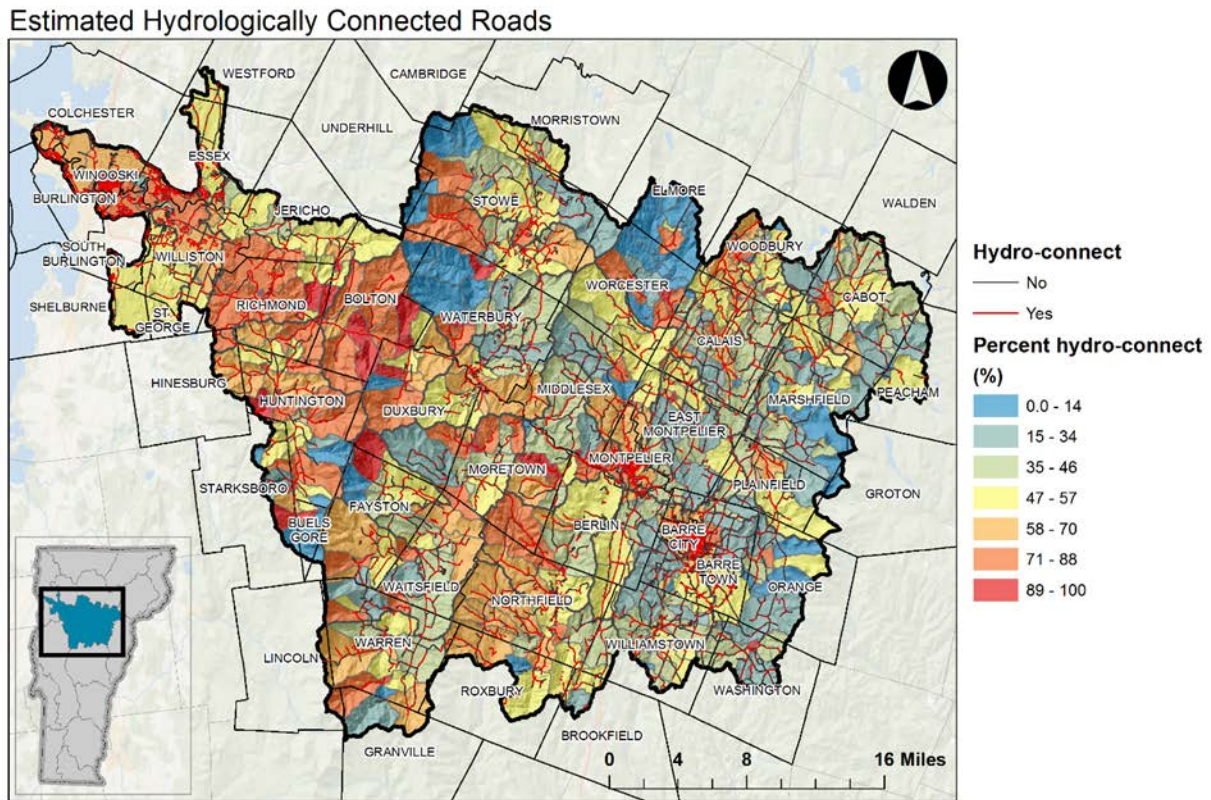 Estimated Hydrologically Connected Roads
WESTFORD
CAMBRIDGE
COLCHESTER
UNDERHILL
MORRISTOWN
ESSEX
WINOOSKI
BURLINGTON
JERICHO
STOWE
ELMORE
WALDEN
SOUTH
BURLINGTON
WILLISTON
WOODBURY
SHELBURNE
ST.
GEORGE
RICHMOND
BOLTON
WATERBURY
WORCESTER
CABOT
CALAIS
HINESBURG
HUNTINGTON
DUXBURY
MIDDLESEX
EAST
MONTPELIER
MARSHFIELD
PEACHAM
MORETOWN
MONTPELIER
PLAINFIELD
GROTON
STARKSBORO
FAYSTON
BUELS
GORE
BERLIN
BARRE
CITY
BARRE
TOWN
ORANGE
WAITSFIELD
NORTHFIELD
WARREN
LINCOLN
WILLIAMSTOWN
ROXBURY
WASHINGTON
BROOKFIELD
GRANVILLE
0 4 8 16 Miles
Hydro-connect
No
Yes
Percent hydro-connect
(%)
0.0 - 14
15 - 34
35 - 46
47 - 57
58 - 70
71 - 88
89 - 100